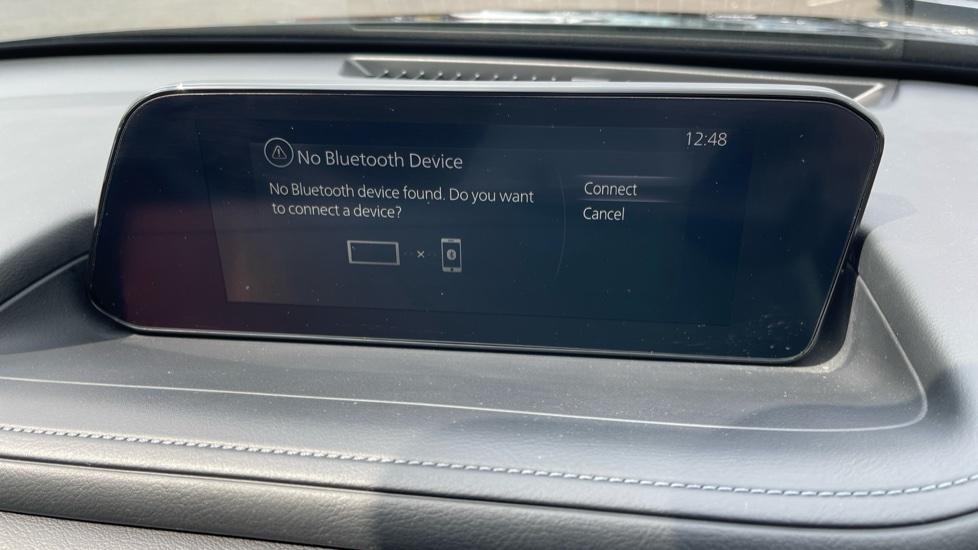 12:48
No Bluetooth Device
No Bluetooth device found. Do you want
to connect a device?
Connect
Cancel